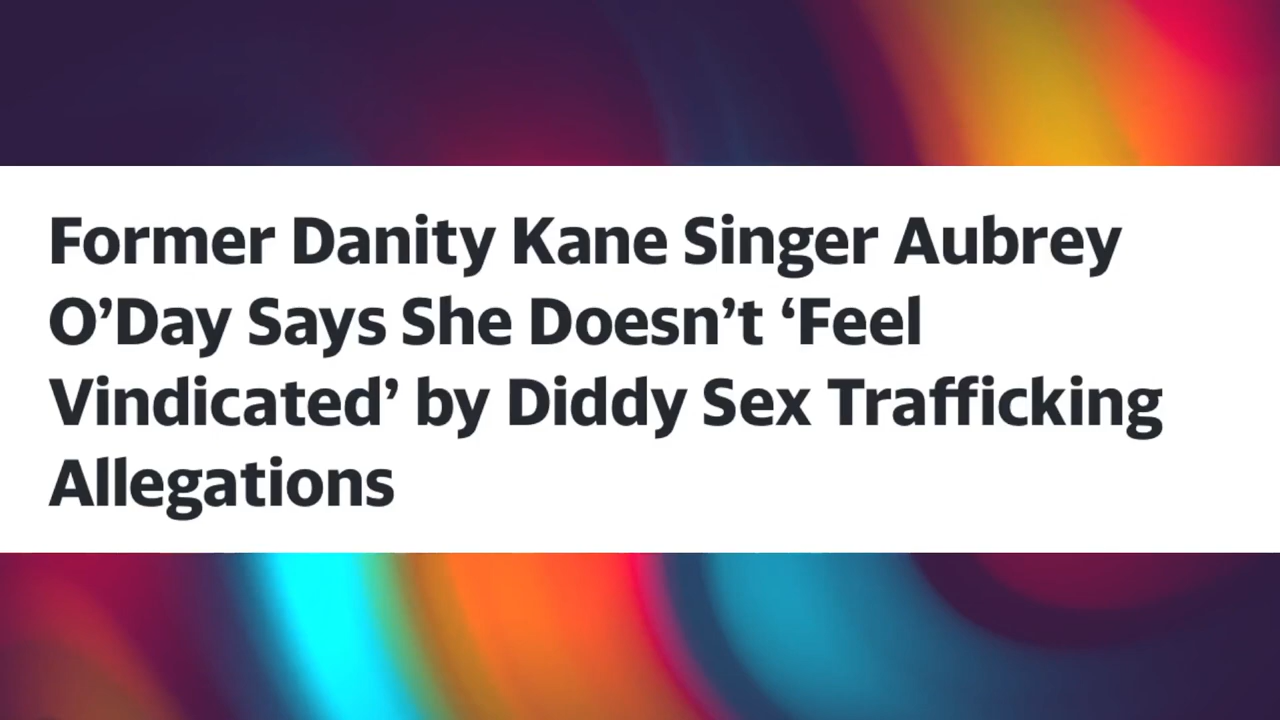 Former Danity Kane Singer Aubrey
O’Day Says She Doesn’t ‘Feel
Vindicated’ by Diddy Sex Trafficking
Allegations